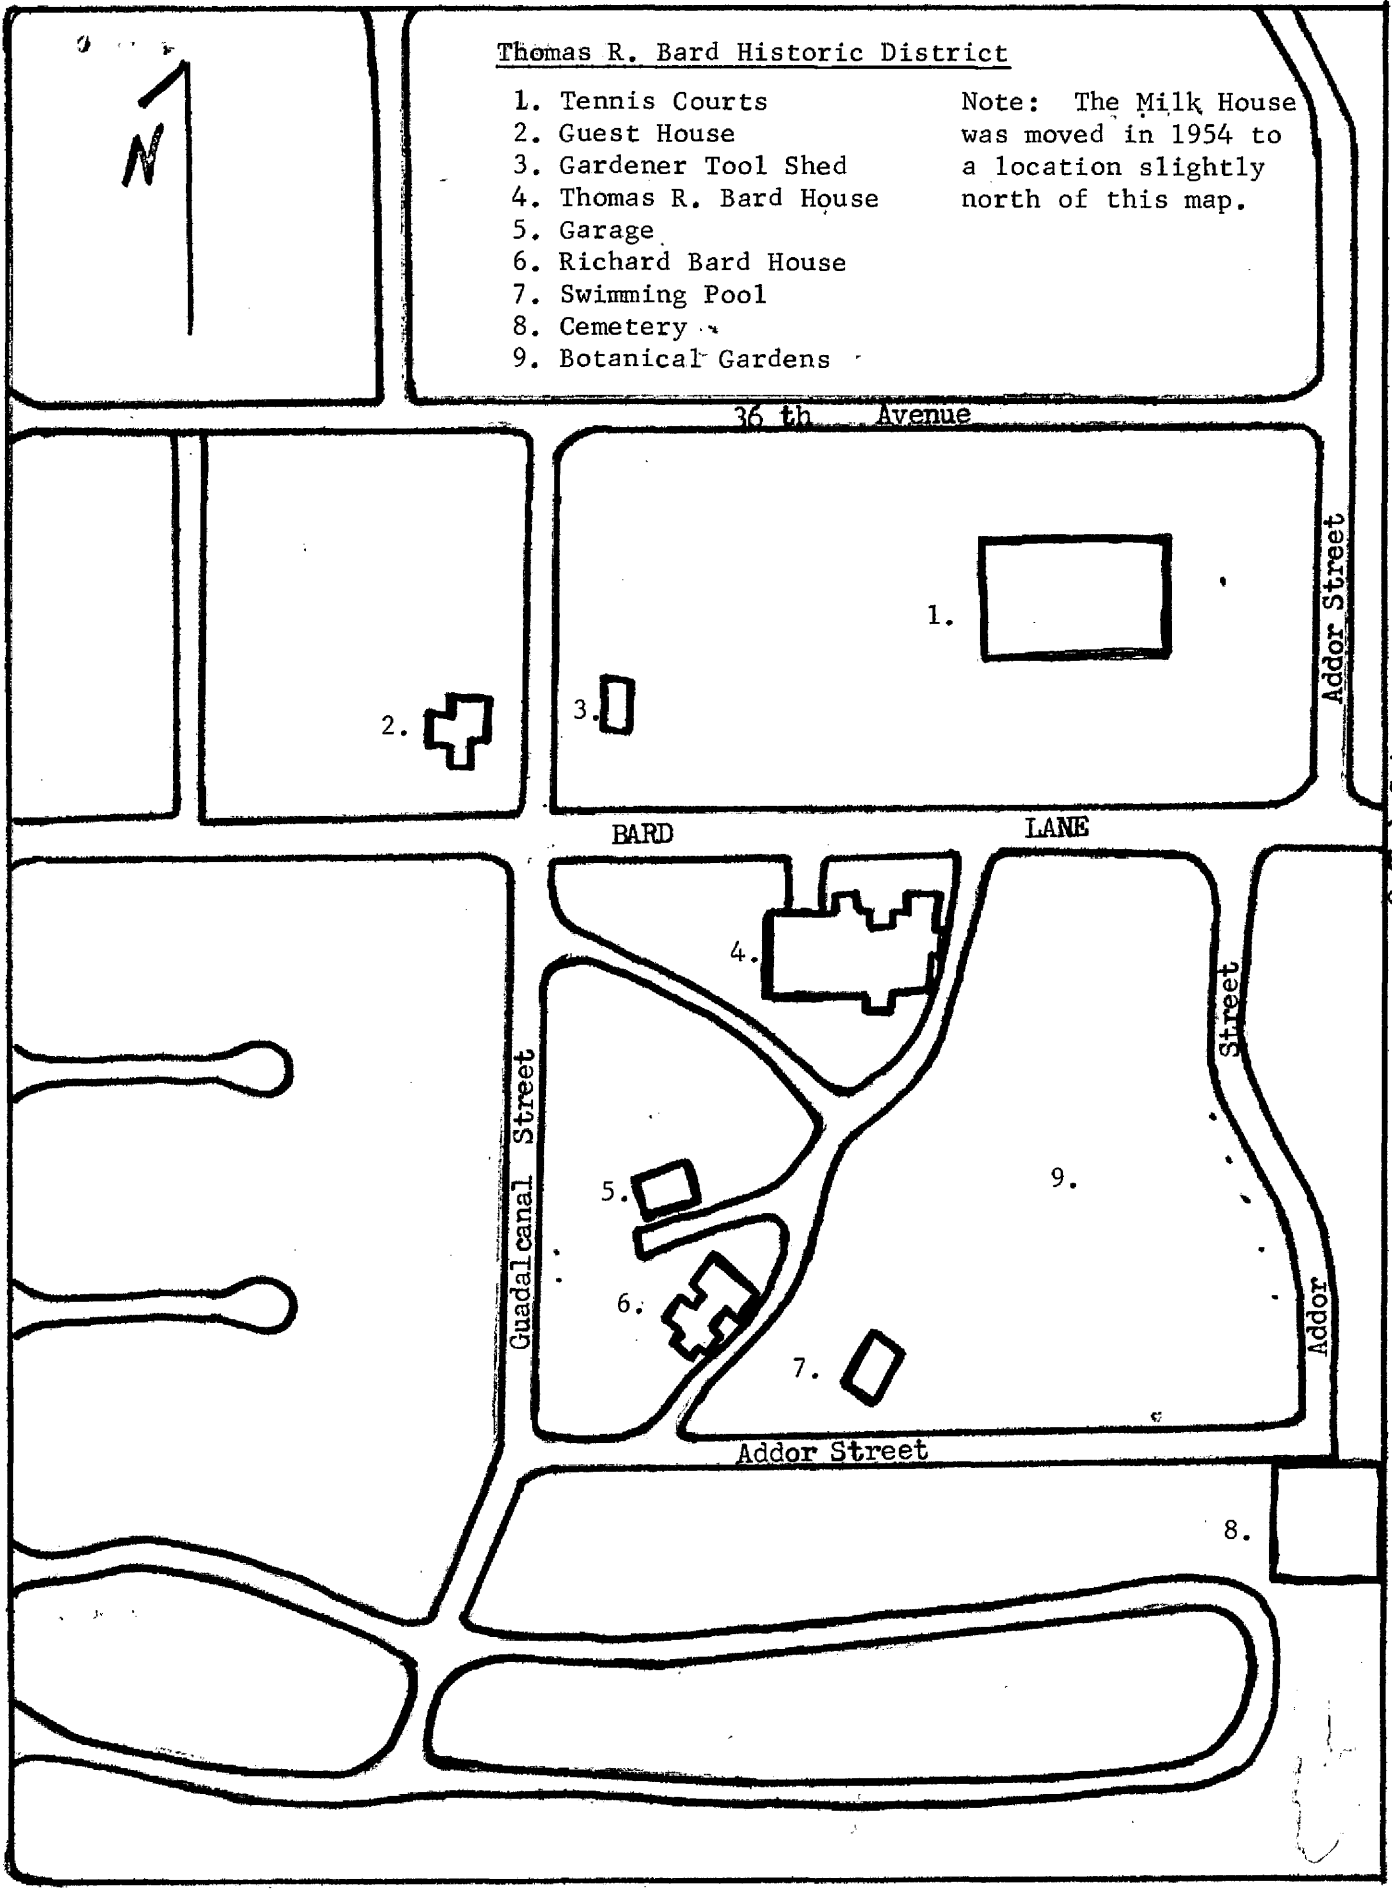 Thomas R. Bard Historic District
1. Tennis Courts
2. Guest House
3. Gardener Tool Shed
4. Thomas R. Bard House
5. Garage
6. Richard Bard House
7. Swimming Pool
8. Cemetery
9. Botanical Gardens
Note: The Milk House
was moved in 1954 to
a location slightly
north of this map.
N
36 th Avenue
Addor Street
1.
2.
3.
BARD LANE
4.
Street
Guadalcanal Street
5.
9.
6.
Addor
7.
Addor Street
8.